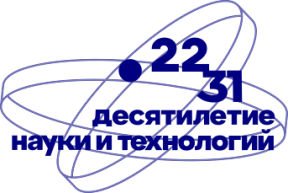 22
31
десятилетие
науки и технологий